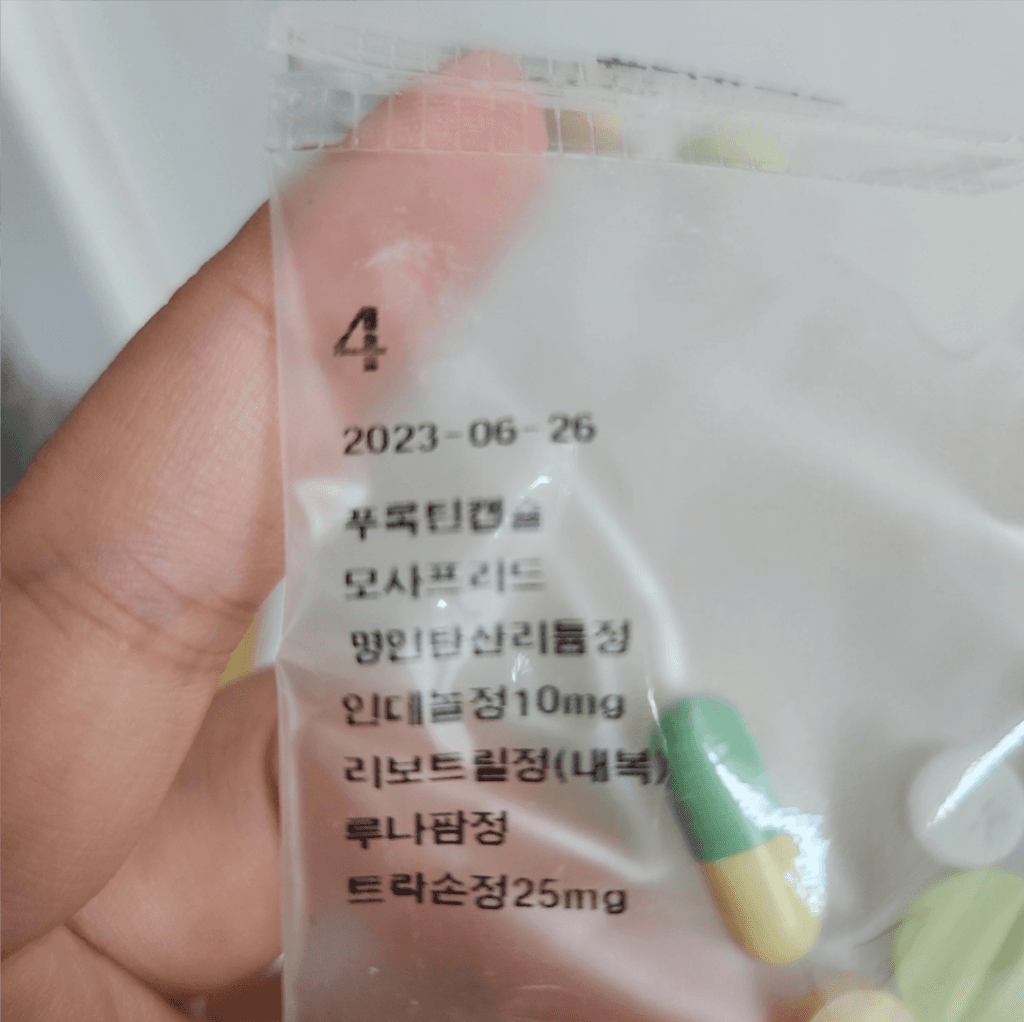 4
2023-06-26
푸록틴캡슐
모사프리드
명인탄산리튬정
인데놀정10mg
리보트릴정(내복)
루나팜정
트라손정25mg